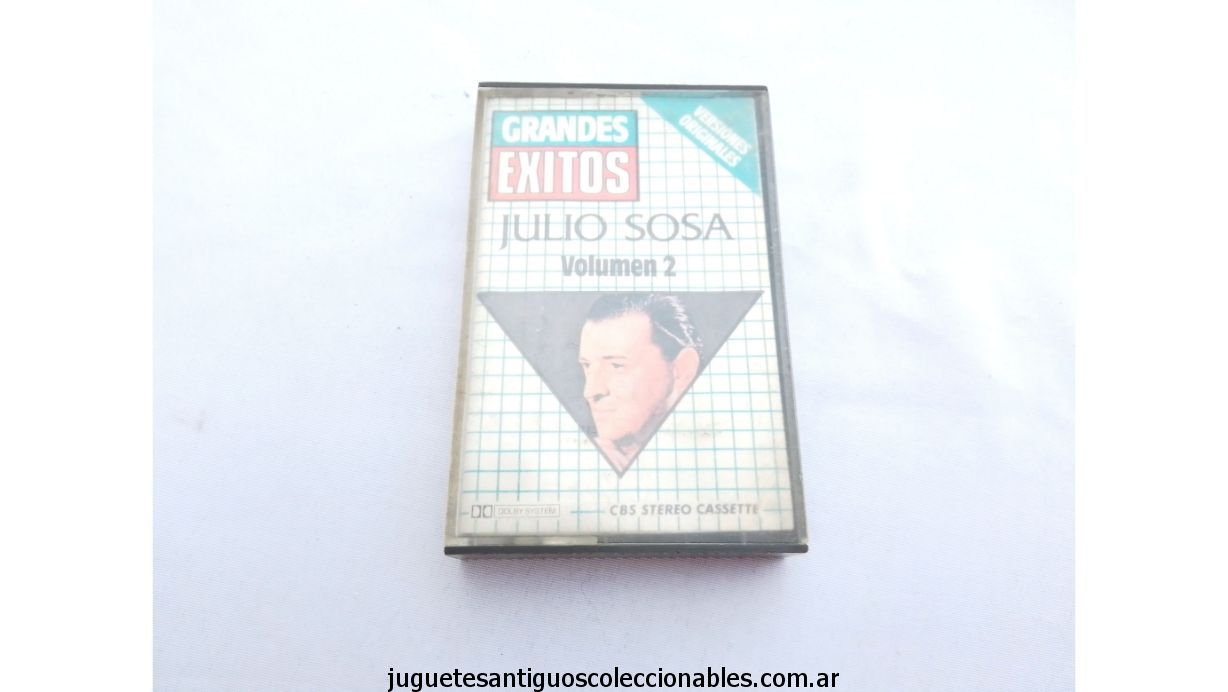 GRANDES
EXITOS
VERSIONES
ORIGINALES
JULIO SOSA
Volumen 2
DOLBY SYSTEM
CBS STEREO CASSETTE
juguetesantiguoscoleccionables.com.ar